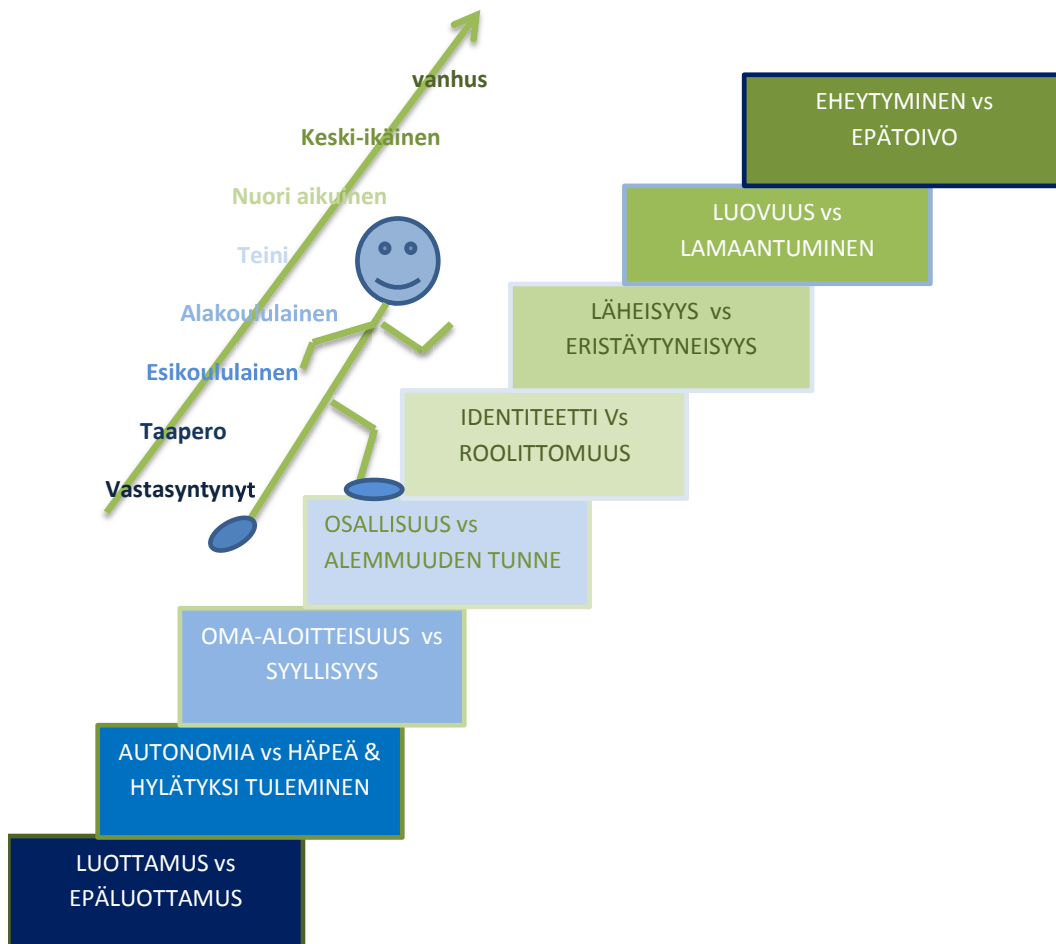 vanhus
Keski-ikäinen
Nuori aikuinen
Teini
Alakoululainen
Esikoululainen
Taapero
Vastasyntynyt
EHEYTYMINEN vs
EPÄTOIVO
LUOVUUS vs
LAMAANTUMINEN
LÄHEISYYS vs
ERISTÄYTYNEISYYS
IDENTITEETTI Vs
ROOLITTOMUUS
OSALLISUUS vs
ALEMMUUDEN TUNNE
OMA-ALOITTEISUUS vs
SYYLLISYYS
AUTONOMIA vs HÄPEÄ &
HYLÄTYKSI TULEMINEN
LUOTTAMUS vs
EPÄLUOTTAMUS